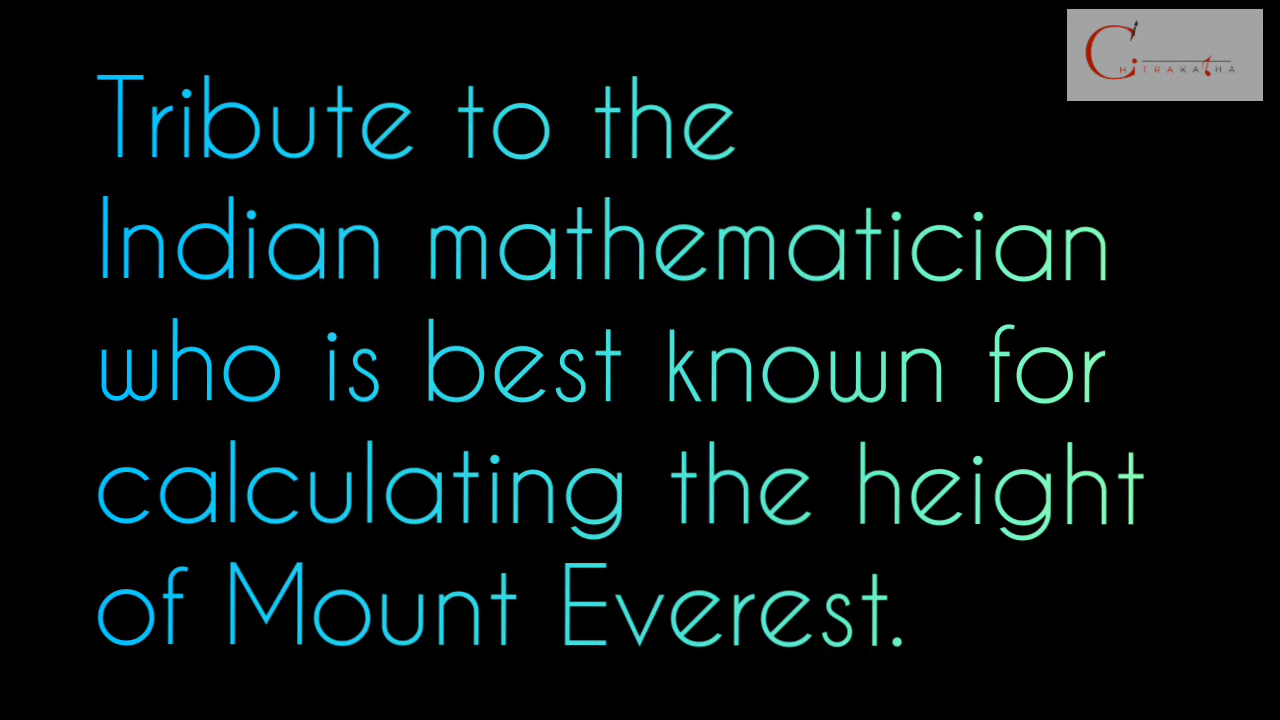 CHITRAKATHA
Tribute to the
Indian mathematician
who is best known for
calculating the height
of Mount Everest.